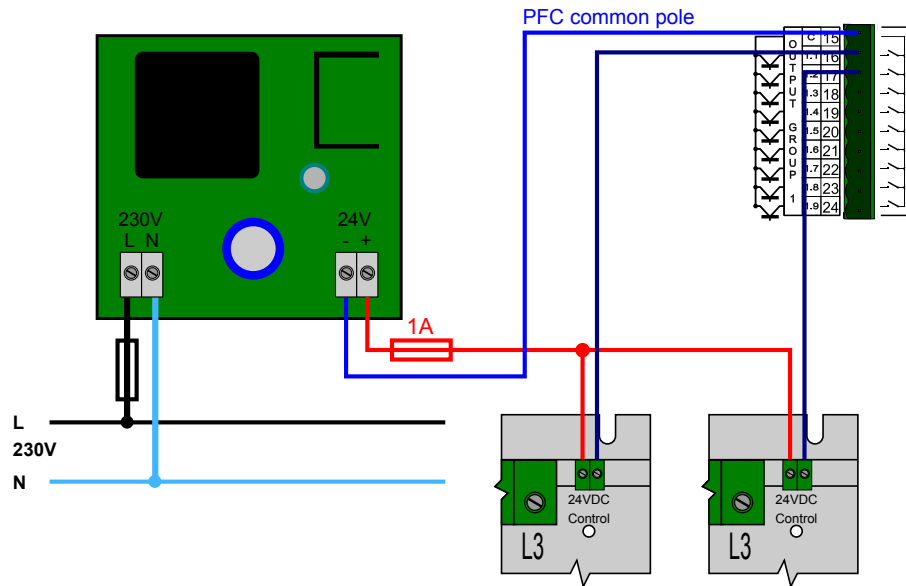 PFC common pole
230V
L N
24V
- +
1A
L
230V
N
OUTPUT GROUP 1
C 15
1.1 16
1.2 17
1.3 18
1.4 19
1.5 20
1.6 21
1.7 22
1.8 23
1.9 24
24VDC
Control
L3
24VDC
Control
L3